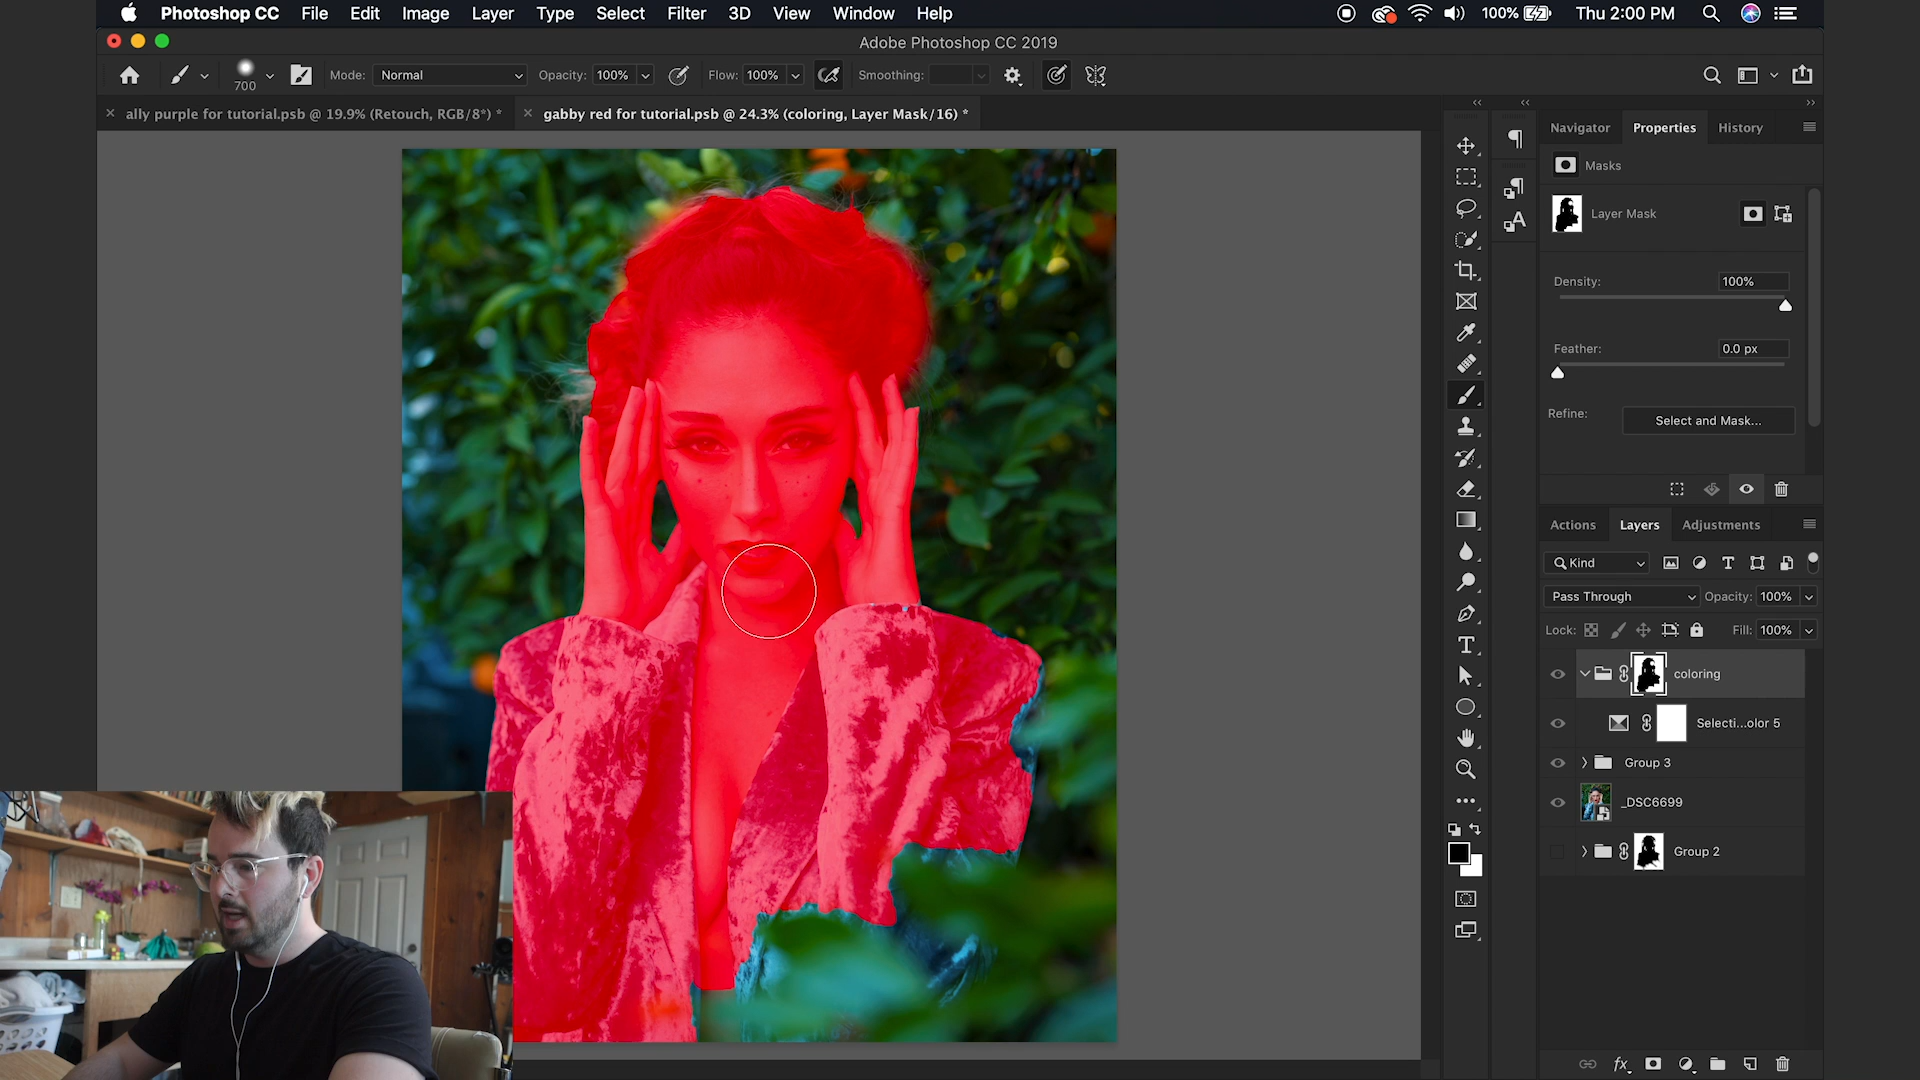 Photoshop CC File Edit Image Layer Type Select Filter 3D View Window Help 100% Thu 2:00 PM
Adobe Photoshop CC 2019
700 Mode: Normal Opacity: 100% Flow: 100% Smoothing:
ally purple for tutorial.psb @ 19.9% (Retouch, RGB/8*) * gabby red for tutorial.psb @ 24.3% (coloring, Layer Mask/16) *
Navigator Properties History
Masks
Layer Mask
Density: 100%
Feather: 0.0 px
Refine: Select and Mask...
Actions Layers Adjustments
Kind
Pass Through Opacity: 100%
Lock: Fill: 100%
coloring
Selecti...olor 5
Group 3
_DSC6699
Group 2